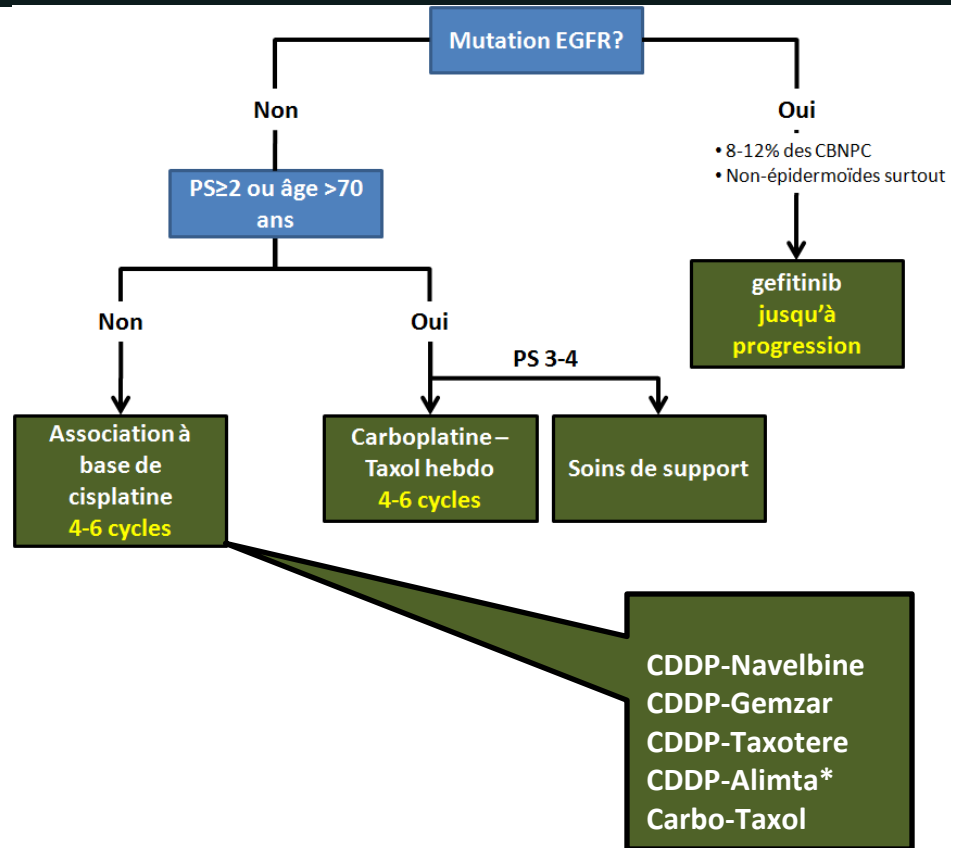 Mutation EGFR?
Non
Oui
• 8-12% des CBNPC
• Non-épidermoïdes surtout
PS≥2 ou âge >70
ans
gefitinib
jusqu'à
progression
Non
Oui
PS 3-4
Association à
base de
cisplatine
4-6 cycles
Carboplatine –
Taxol hebdo
4-6 cycles
Soins de support
CDDP-Navelbine
CDDP-Gemzar
CDDP-Taxotere
CDDP-Alimta*
Carbo-Taxol